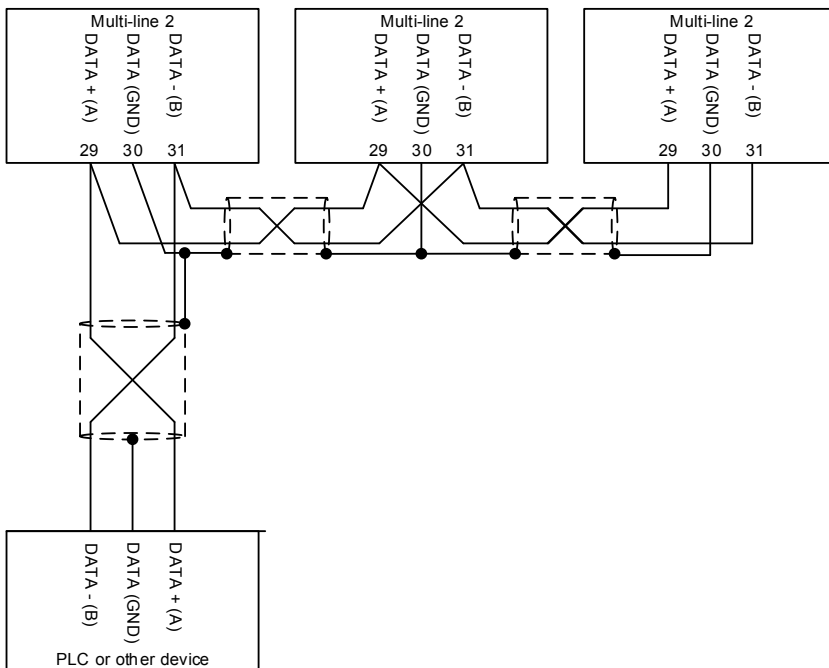 Multi-line 2
DATA + (A)
DATA (GND)
DATA - (B)
29 30 31
Multi-line 2
DATA + (A)
DATA (GND)
DATA - (B)
29 30 31
Multi-line 2
DATA + (A)
DATA (GND)
DATA - (B)
29 30 31
DATA - (B)
DATA (GND)
DATA + (A)
PLC or other device